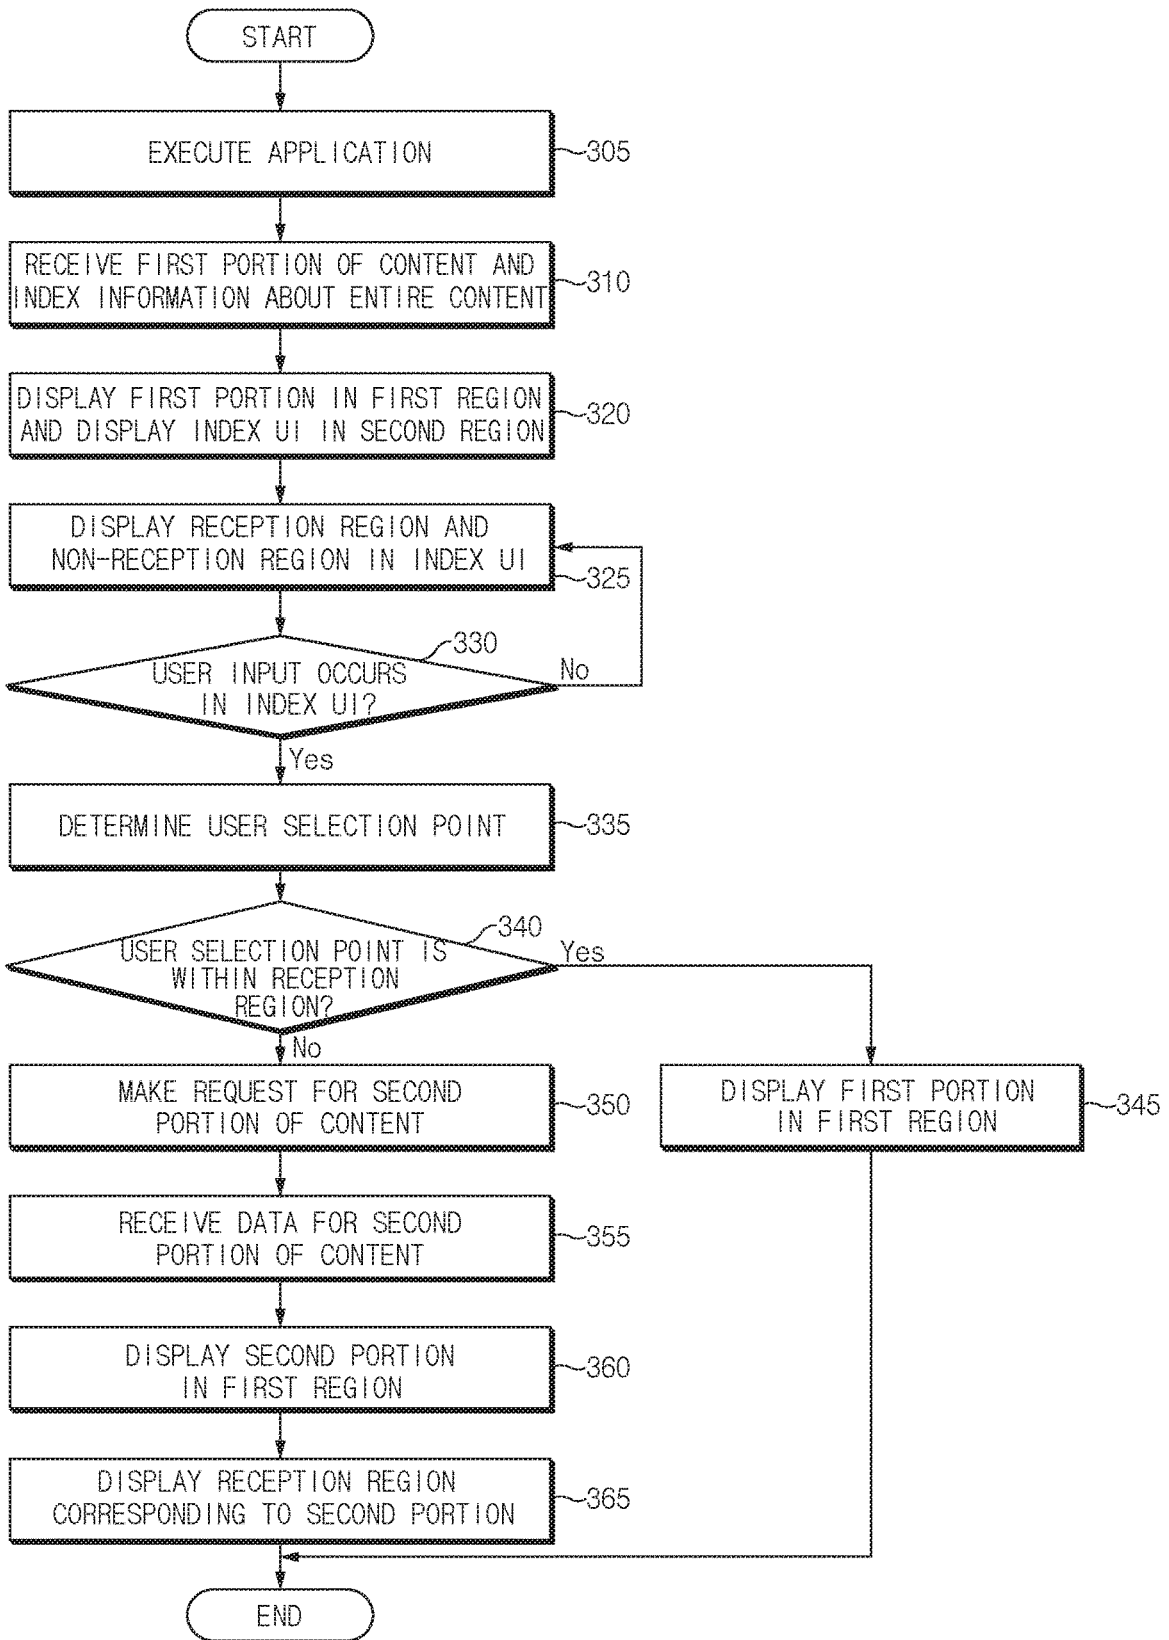 START
EXECUTE APPLICATION
305
RECEIVE FIRST PORTION OF CONTENT AND
INDEX INFORMATION ABOUT ENTIRE CONTENT
310
DISPLAY FIRST PORTION IN FIRST REGION
AND DISPLAY INDEX UI IN SECOND REGION
320
DISPLAY RECEPTION REGION AND
NON-RECEPTION REGION IN INDEX UI
325
330
USER INPUT OCCURS
IN INDEX UI?
No
Yes
DETERMINE USER SELECTION POINT
335
340
USER SELECTION POINT IS
WITHIN RECEPTION
REGION?
Yes
No
MAKE REQUEST FOR SECOND
PORTION OF CONTENT
350
DISPLAY FIRST PORTION
IN FIRST REGION
345
RECEIVE DATA FOR SECOND
PORTION OF CONTENT
355
DISPLAY SECOND PORTION
IN FIRST REGION
360
DISPLAY RECEPTION REGION
CORRESPONDING TO SECOND PORTION
365
END